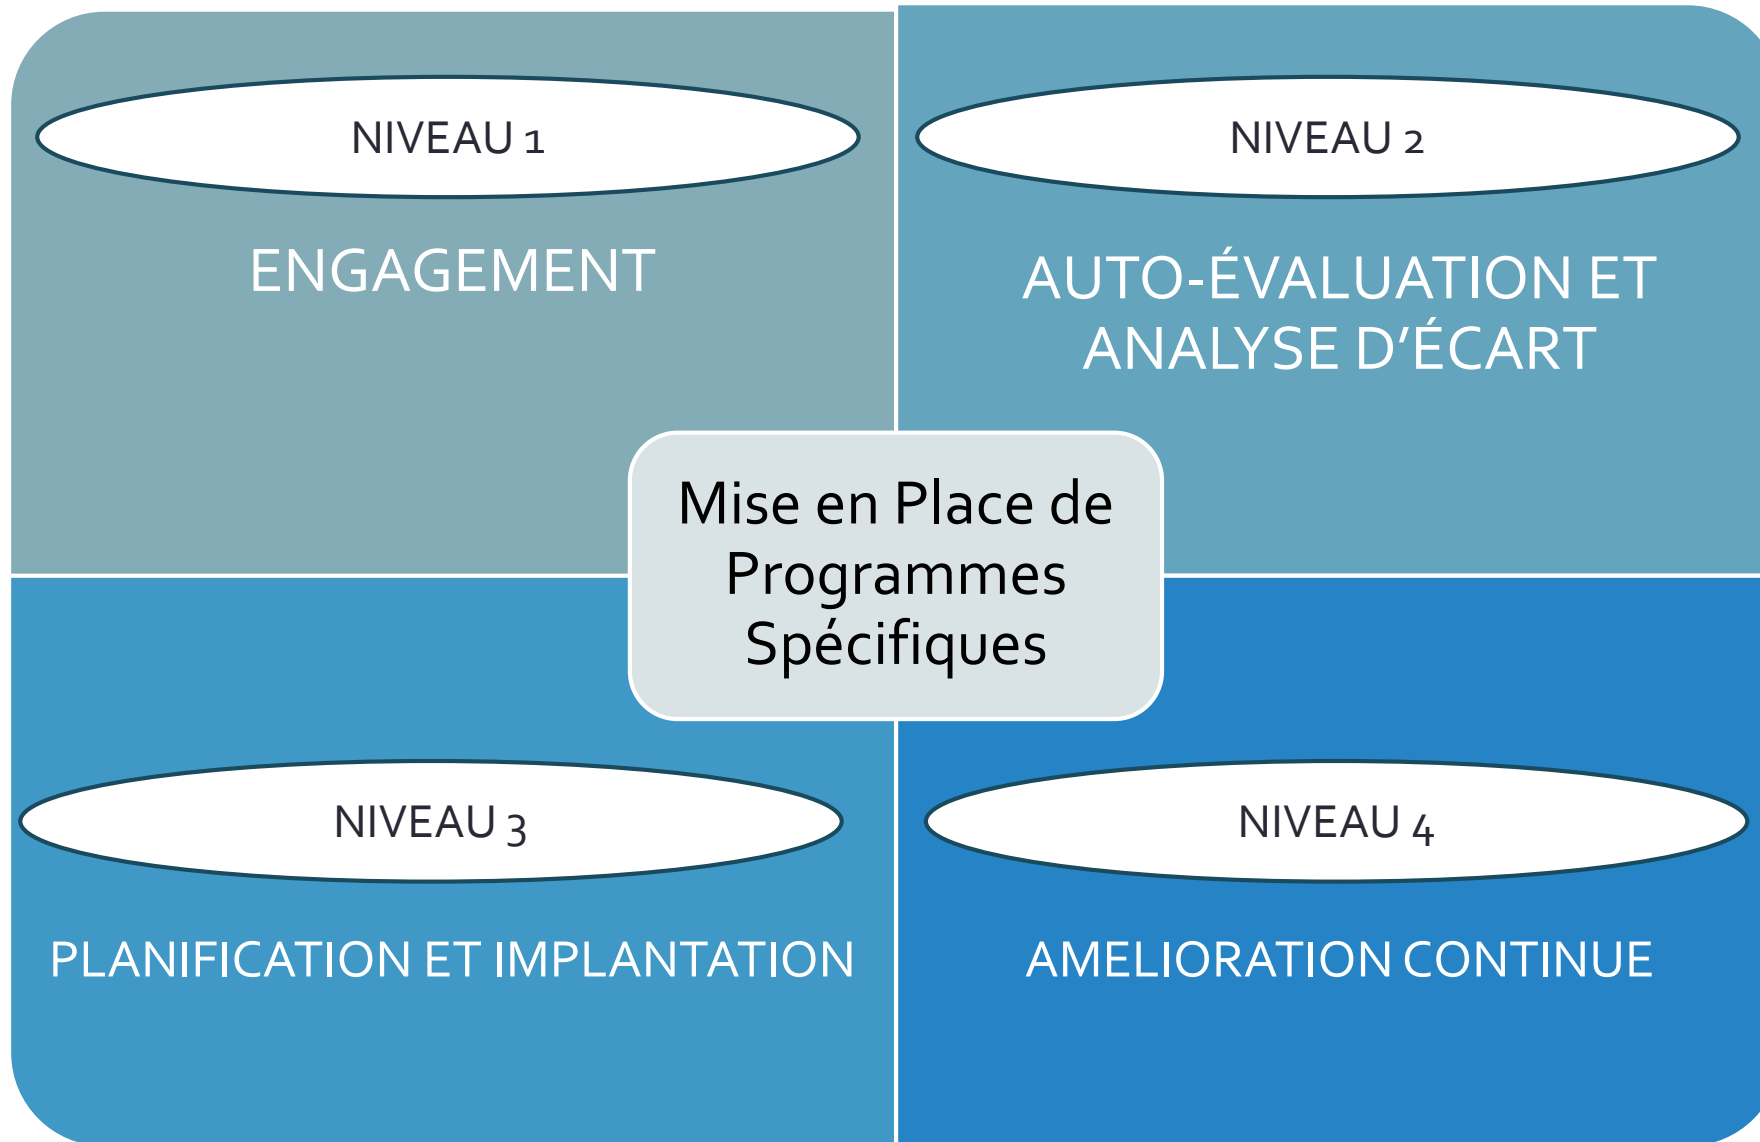 NIVEAU 1
ENGAGEMENT
NIVEAU 2
AUTO-ÉVALUATION ET
ANALYSE D’ÉCART
Mise en Place de
Programmes
Spécifiques
NIVEAU 3
PLANIFICATION ET IMPLANTATION
NIVEAU 4
AMELIORATION CONTINUE